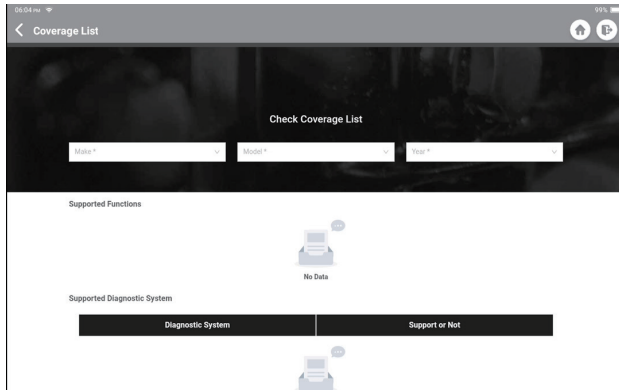 06:04 PM 99%
Coverage List
Check Coverage List
Make * Model * Year *
Supported Functions
No Data
Supported Diagnostic System
Diagnostic System Support or Not